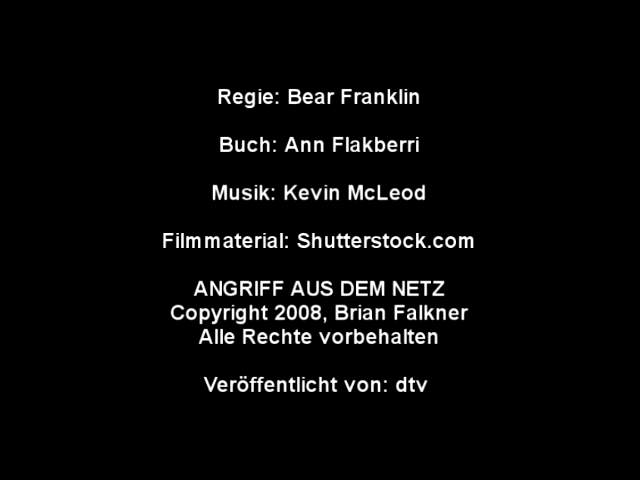 Regie: Bear Franklin
Buch: Ann Flakberri
Musik: Kevin McLeod
Filmmaterial: Shutterstock.com
ANGRIFF AUS DEM NETZ
Copyright 2008, Brian Falkner
Alle Rechte vorbehalten
Veröffentlicht von: dtv